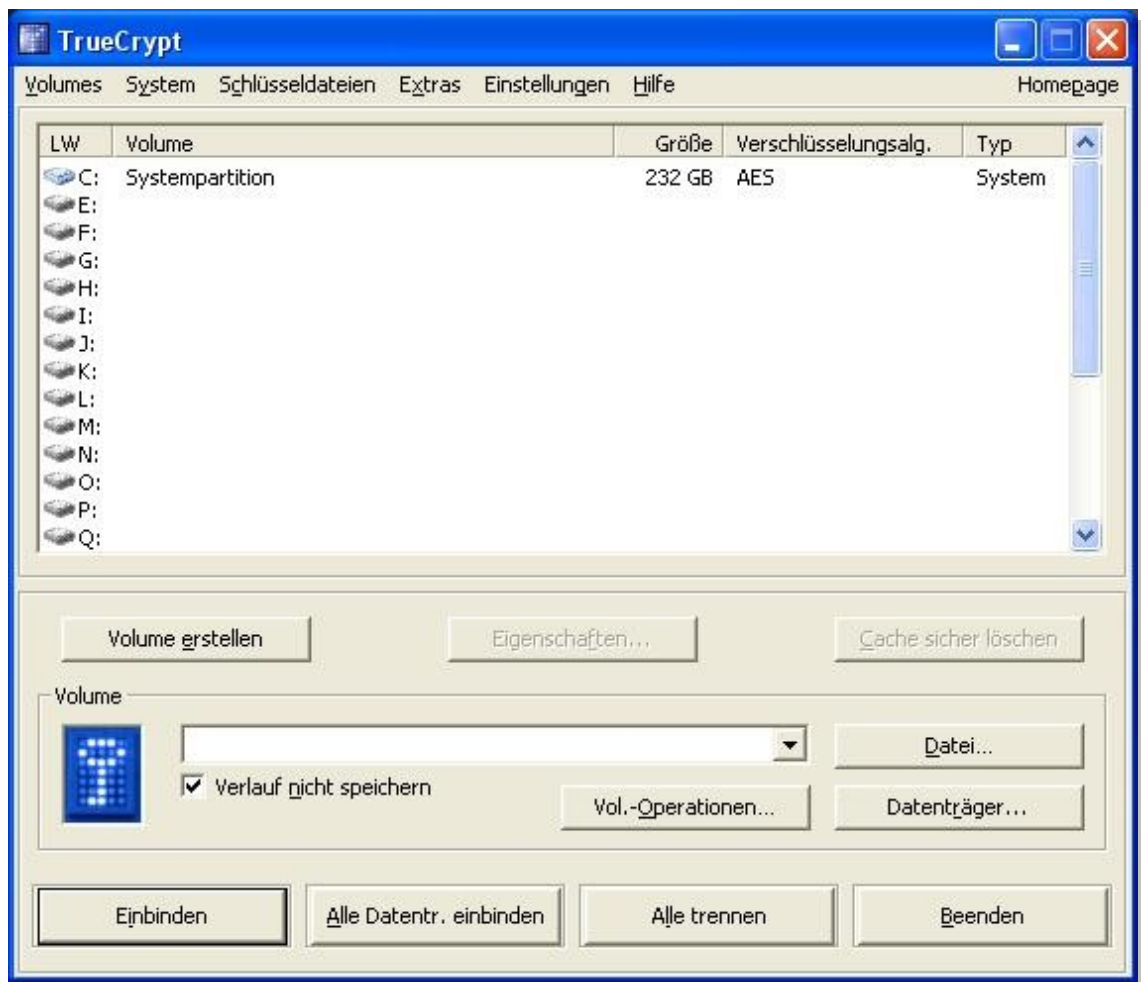 TrueCrypt
Volumes System Schlüsseldateien Extras Einstellungen Hilfe Homepage
LW Volume Größe Verschlüsselungsalg. Typ
C: Systempartition 232 GB AES System
E:
F:
G:
H:
I:
J:
K:
L:
M:
N:
O:
P:
Q:
Volume erstellen Eigenschaften... Cache sicher löschen
Volume
Datei...
Verlauf nicht speichern
Vol.-Operationen... Datenträger...
Einbinden Alle Datentr. einbinden Alle trennen Beenden